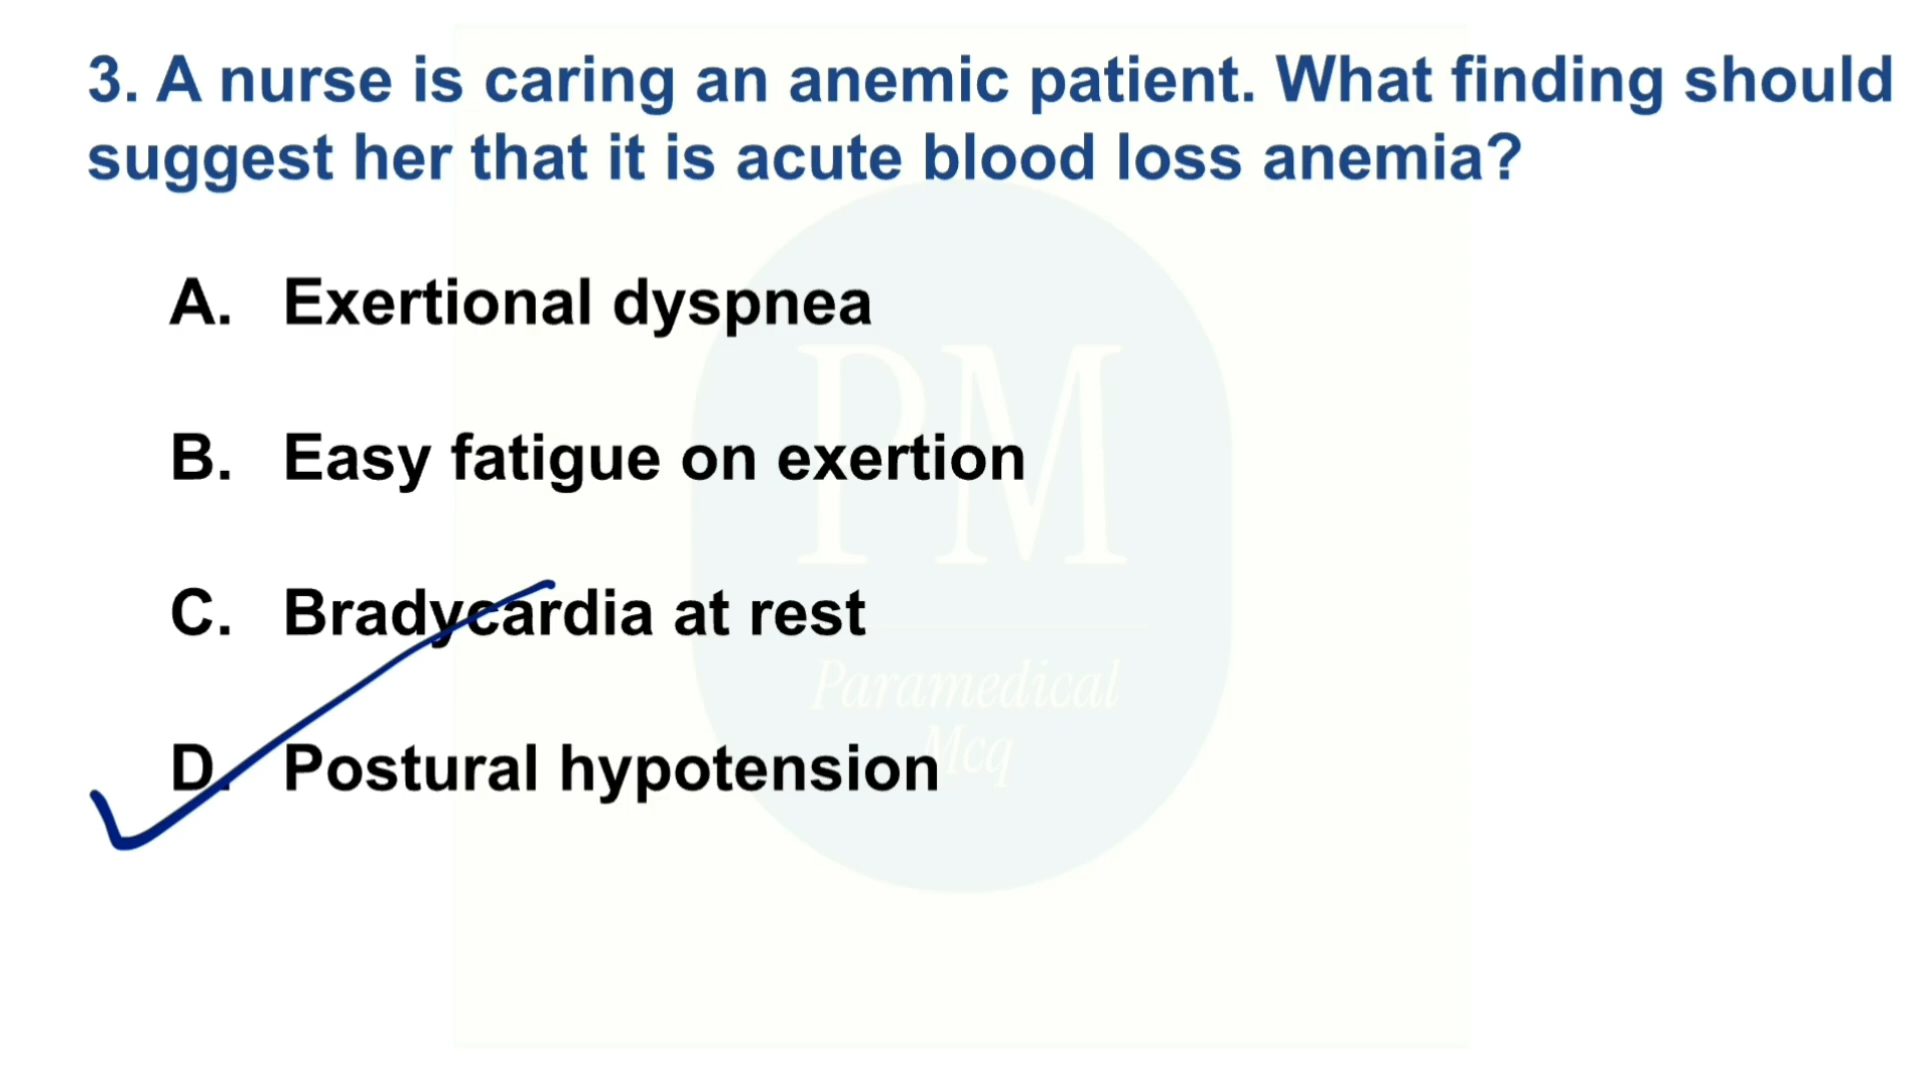 3. A nurse is caring an anemic patient. What finding should
suggest her that it is acute blood loss anemia?
A. Exertional dyspnea
B. Easy fatigue on exertion
C. Bradycardia at rest
D. Postural hypotension
PM
Paramedical
Mcq